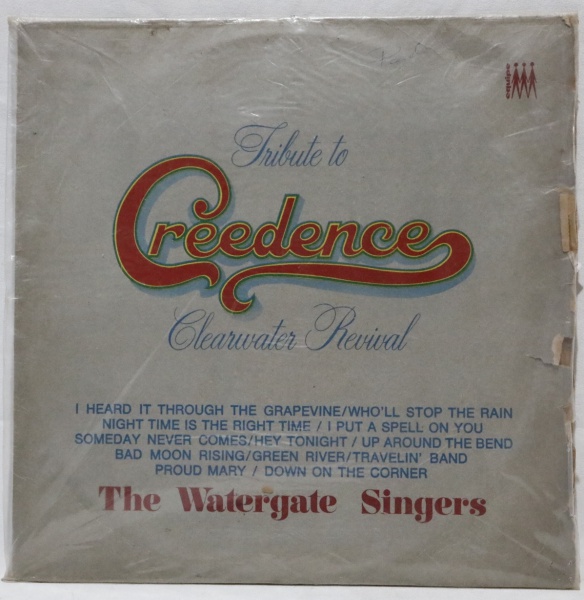 Tribute to
Creedence
Clearwater Revival
I HEARD IT THROUGH THE GRAPEVINE/WHO'LL STOP THE RAIN
NIGHT TIME IS THE RIGHT TIME / I PUT A SPELL ON YOU
SOMEDAY NEVER COMES/HEY TONIGHT / UP AROUND THE BEND
BAD MOON RISING/GREEN RIVER/TRAVELIN' BAND
PROUD MARY / DOWN ON THE CORNER
The Watergate Singers